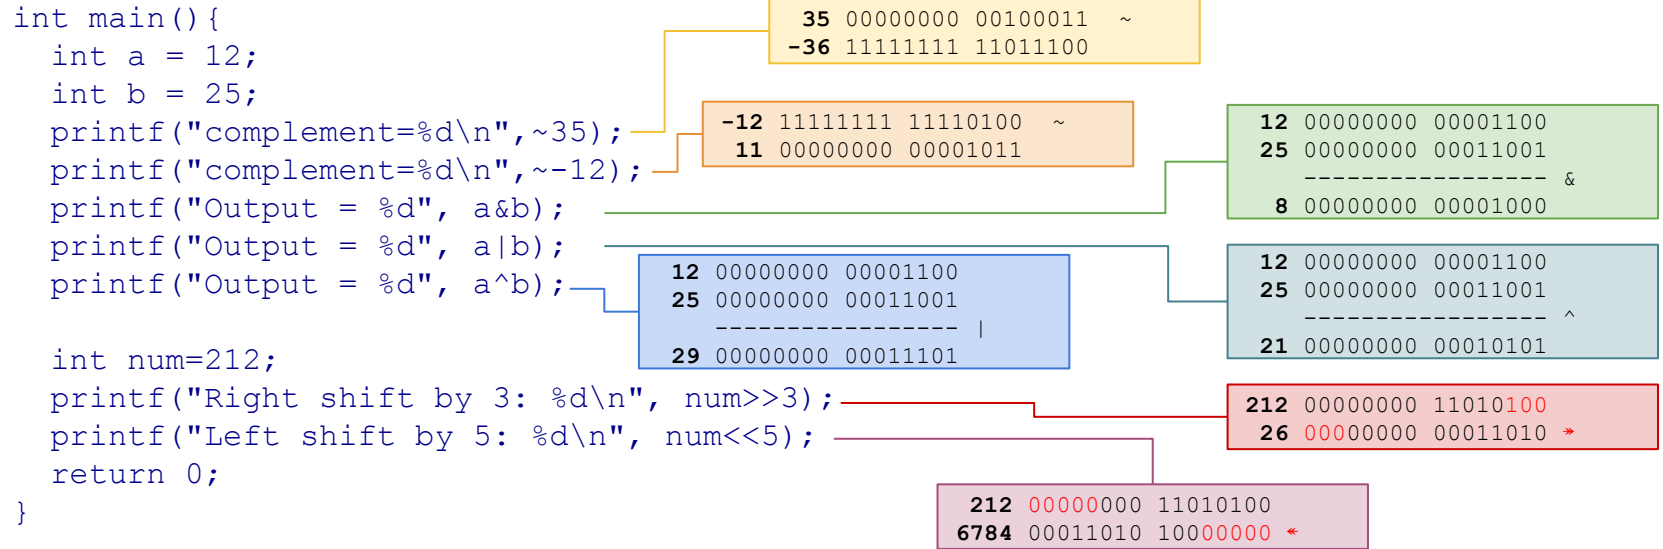 int main(){
int a = 12;
int b = 25;
printf("complement=%d\n",~35);
printf("complement=%d\n",~-12);
printf("Output = %d", a&b);
printf("Output = %d", a|b);
printf("Output = %d", a^b);
int num=212;
printf("Right shift by 3: %d\n", num>>3);
printf("Left shift by 5: %d\n", num<<5);
return 0;
}
35 00000000 00100011 ~
-36 11111111 11011100
-12 11111111 11110100 ~
11 00000000 00001011
12 00000000 00001100
25 00000000 00011001
----------------- &
8 00000000 00001000
12 00000000 00001100
25 00000000 00011001
----------------- |
29 00000000 00011101
12 00000000 00001100
25 00000000 00011001
----------------- ^
21 00000000 00010101
212 00000000 11010100
26 00000000 00011010 ↠
212 00000000 11010100
6784 00011010 10000000 ↞